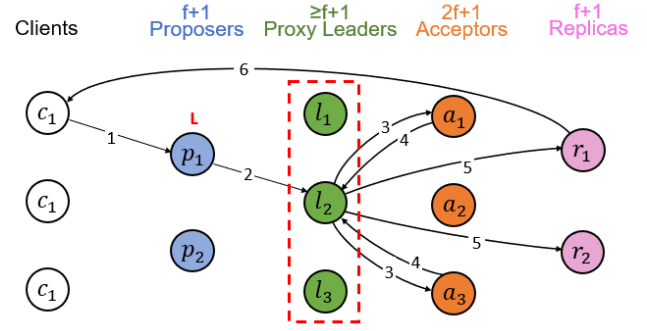 f+1 ≥f+1 2f+1 f+1
Clients Proposers Proxy Leaders Acceptors Replicas
6
c₁ L l₁ 3 a₁
1 4
p₁ 5 r₁
2
c₁ l₂ a₂
5
p₂ 4 r₂
3
c₁ l₃ a₃